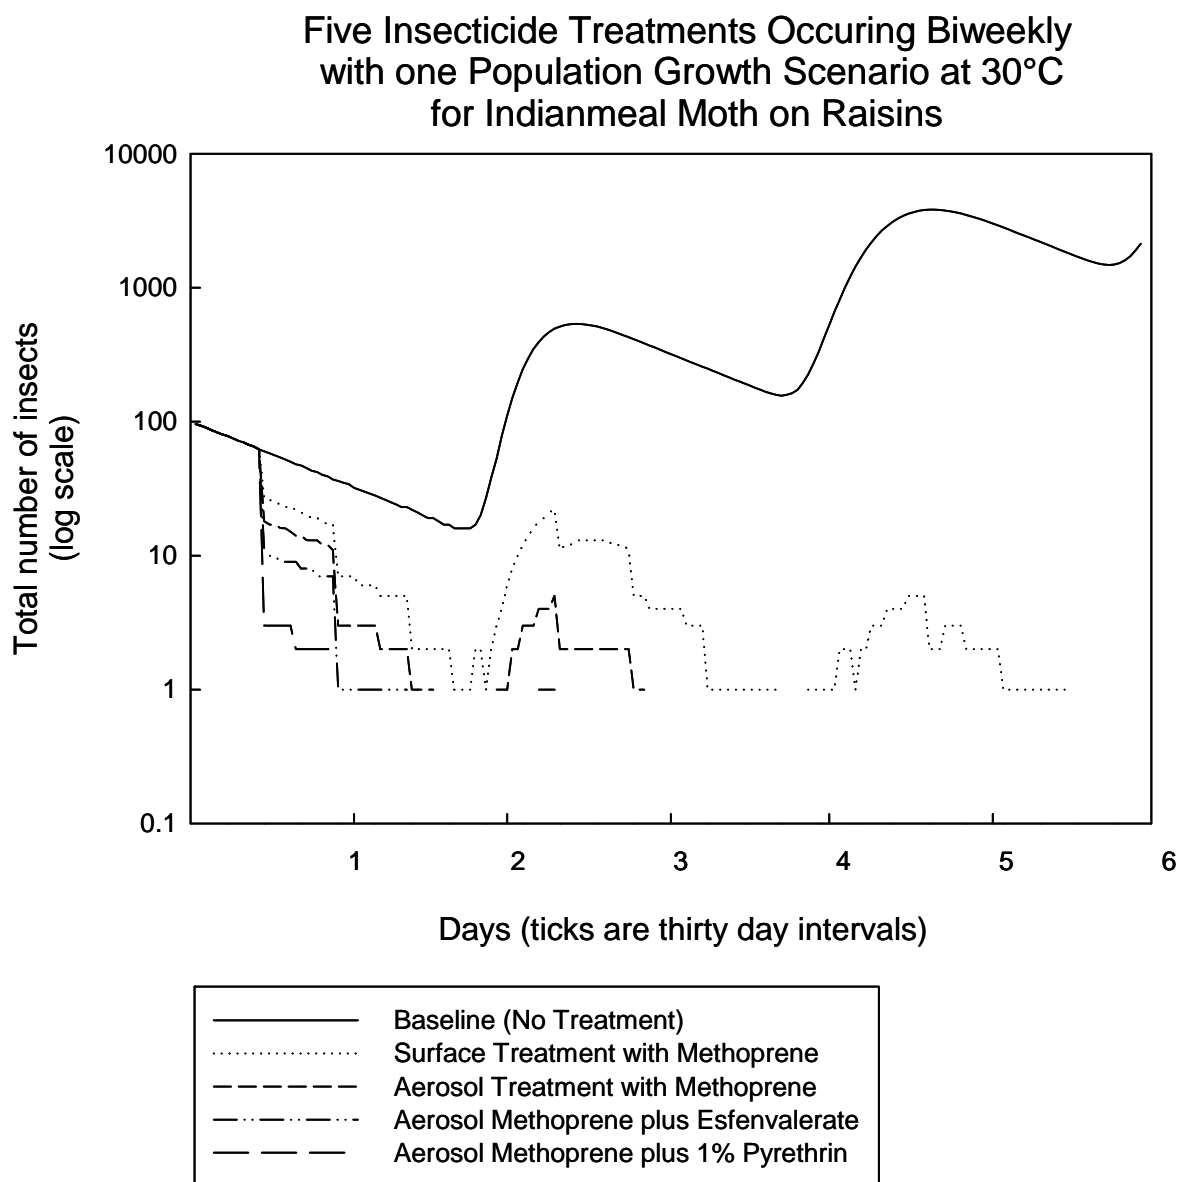 Five Insecticide Treatments Occuring Biweekly
with one Population Growth Scenario at 30°C
for Indianmeal Moth on Raisins
10000
1000
100
10
1
0.1
Total number of insects
(log scale)
1 2 3 4 5 6
Days (ticks are thirty day intervals)
Baseline (No Treatment)
Surface Treatment with Methoprene
Aerosol Treatment with Methoprene
Aerosol Methoprene plus Esfenvalerate
Aerosol Methoprene plus 1% Pyrethrin